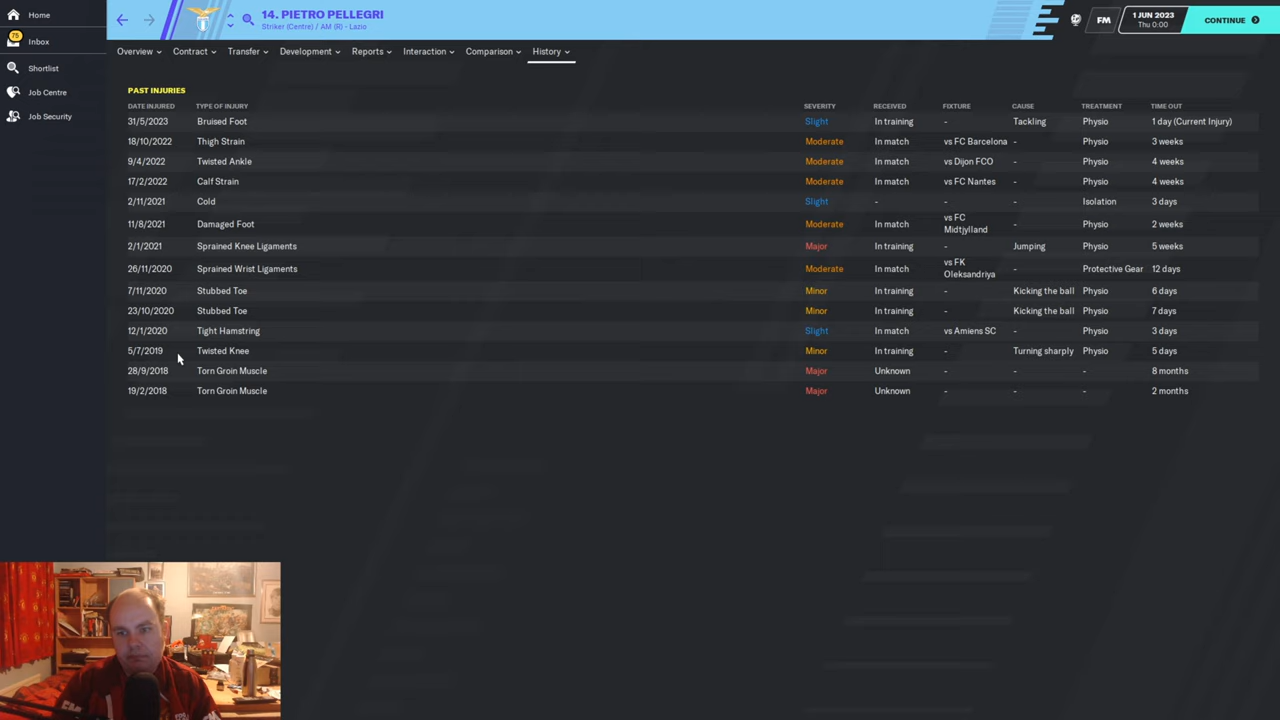 Home
75
Inbox
Shortlist
Job Centre
Job Security
14. PIETRO PELLEGRI
Striker (Centre) / AM (R) - Lazio
FM
1 JUN 2023
Thu 0:00
CONTINUE
Overview Contract Transfer Development Reports Interaction Comparison History
PAST INJURIES
DATE INJURED TYPE OF INJURY SEVERITY RECEIVED FIXTURE CAUSE TREATMENT TIME OUT
31/5/2023 Bruised Foot Slight In training - Tackling Physio 1 day (Current Injury)
18/10/2022 Thigh Strain Moderate In match vs FC Barcelona - Physio 3 weeks
9/4/2022 Twisted Ankle Moderate In match vs Dijon FCO - Physio 4 weeks
17/2/2022 Calf Strain Moderate In match vs FC Nantes - Physio 4 weeks
2/11/2021 Cold Slight - - - Isolation 3 days
11/8/2021 Damaged Foot Moderate In match vs FC Midtjylland - Physio 2 weeks
2/1/2021 Sprained Knee Ligaments Major In training - Jumping Physio 5 weeks
26/11/2020 Sprained Wrist Ligaments Moderate In match vs FK Oleksandriya - Protective Gear 12 days
7/11/2020 Stubbed Toe Minor In training - Kicking the ball Physio 6 days
23/10/2020 Stubbed Toe Minor In training - Kicking the ball Physio 7 days
12/1/2020 Tight Hamstring Slight In match vs Amiens SC - Physio 3 days
5/7/2019 Twisted Knee Minor In training - Turning sharply Physio 5 days
28/9/2018 Torn Groin Muscle Major Unknown - - - 8 months
19/2/2018 Torn Groin Muscle Major Unknown - - - 2 months